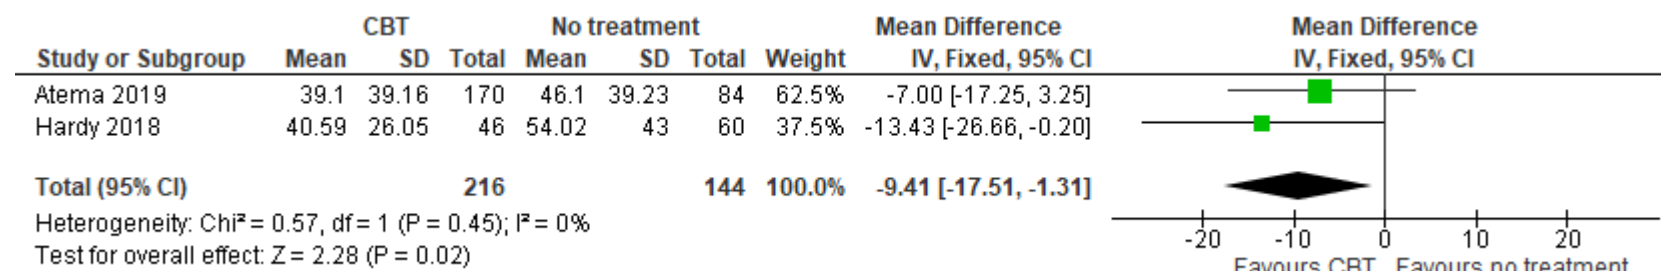 CBT No treatment Mean Difference Mean Difference
Study or Subgroup Mean SD Total Mean SD Total Weight IV, Fixed, 95% CI IV, Fixed, 95% CI
Atema 2019 39.1 39.16 170 46.1 39.23 84 62.5% -7.00 [-17.25, 3.25]
Hardy 2018 40.59 26.05 46 54.02 43 60 37.5% -13.43 [-26.66, -0.20]
Total (95% CI) 216 144 100.0% -9.41 [-17.51, -1.31]
Heterogeneity: Chi² = 0.57, df = 1 (P = 0.45); I² = 0%
Test for overall effect: Z = 2.28 (P = 0.02)
-20 -10 0 10 20
Favours CBT Favours no treatment